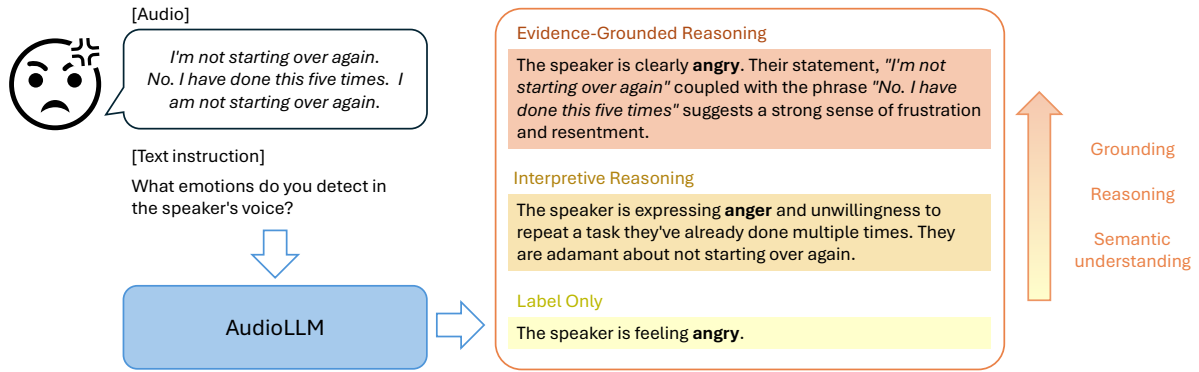 [Audio]
I'm not starting over again.
No. I have done this five times. I
am not starting over again.
[Text instruction]
What emotions do you detect in
the speaker's voice?
AudioLLM
Evidence-Grounded Reasoning
The speaker is clearly angry. Their statement, "I'm not
starting over again" coupled with the phrase "No. I have
done this five times" suggests a strong sense of frustration
and resentment.
Interpretive Reasoning
The speaker is expressing anger and unwillingness to
repeat a task they've already done multiple times. They
are adamant about not starting over again.
Label Only
The speaker is feeling angry.
Grounding
Reasoning
Semantic
understanding